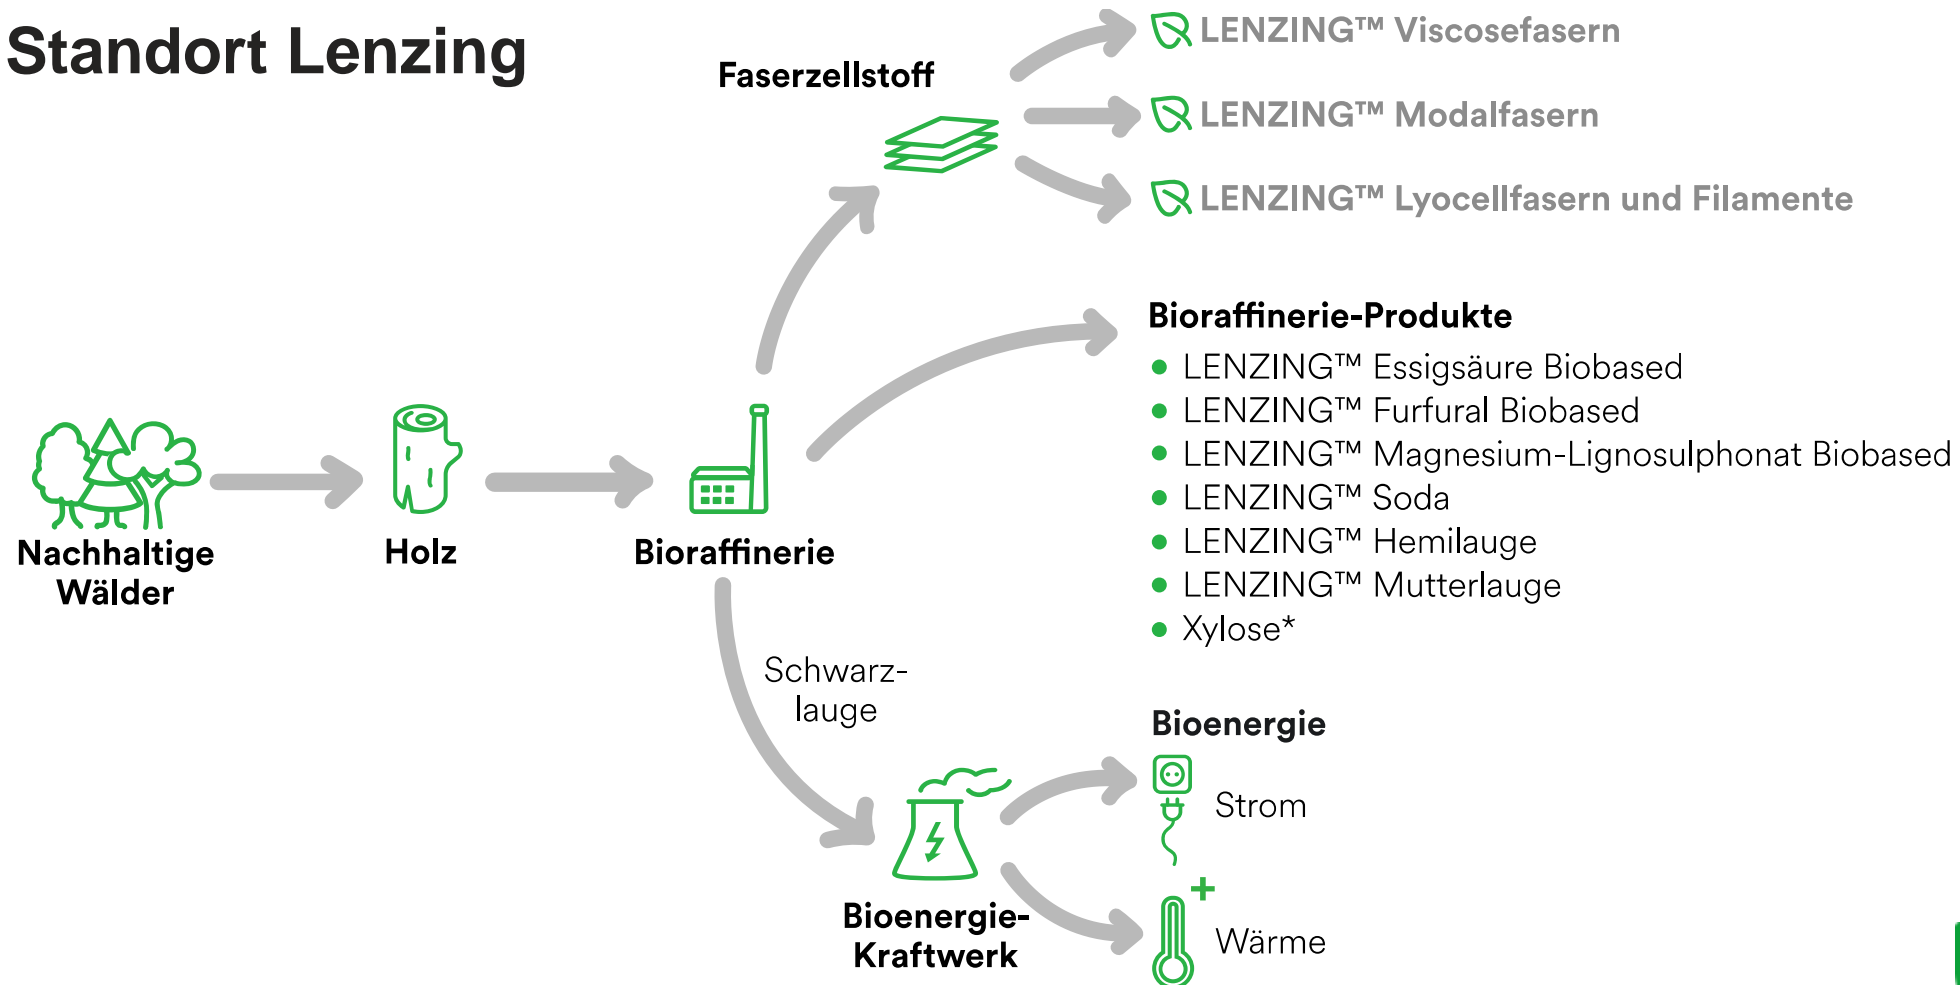 Standort Lenzing
Faserzellstoff
LENZING™ Viscosefasern
LENZING™ Modalfasern
LENZING™ Lyocellfasern und Filamente
Nachhaltige
Wälder
Holz
Bioraffinerie
Bioraffinerie-Produkte
LENZING™ Essigsäure Biobased
LENZING™ Furfural Biobased
LENZING™ Magnesium-Lignosulphonat Biobased
LENZING™ Soda
LENZING™ Hemilauge
LENZING™ Mutterlauge
Xylose*
Schwarz-
lauge
Bioenergie-
Kraftwerk
Bioenergie
Strom
Wärme